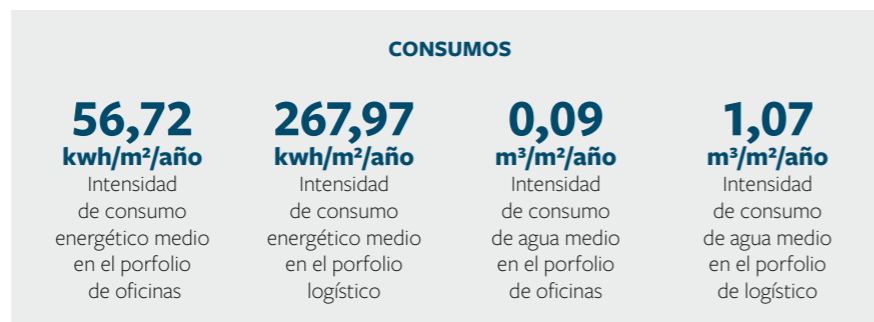 CONSUMOS
56,72
kwh/m²/año
Intensidad
de consumo
energético medio
en el porfolio
de oficinas
267,97
kwh/m²/año
Intensidad
de consumo
energético medio
en el porfolio
logístico
0,09
m³/m²/año
Intensidad
de consumo
de agua medio
en el porfolio
de oficinas
1,07
m³/m²/año
Intensidad
de consumo
de agua medio
en el porfolio
de logístico